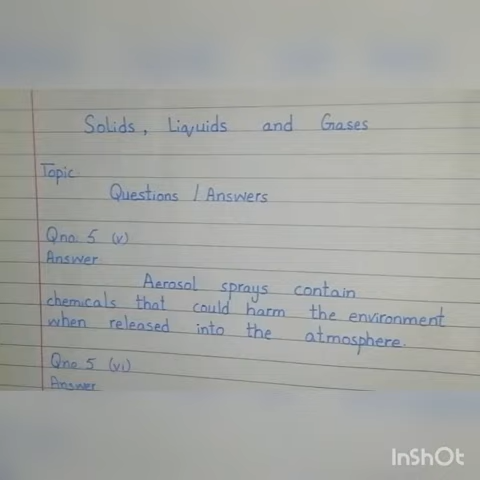 Solids, Liquids and Gases
Topic
Questions / Answers
Qno. 5 (v)
Answer
Aerosol sprays contain
chemicals that could harm the environment
when released into the atmosphere.
Qno. 5 (vi)
Answer
InShOt